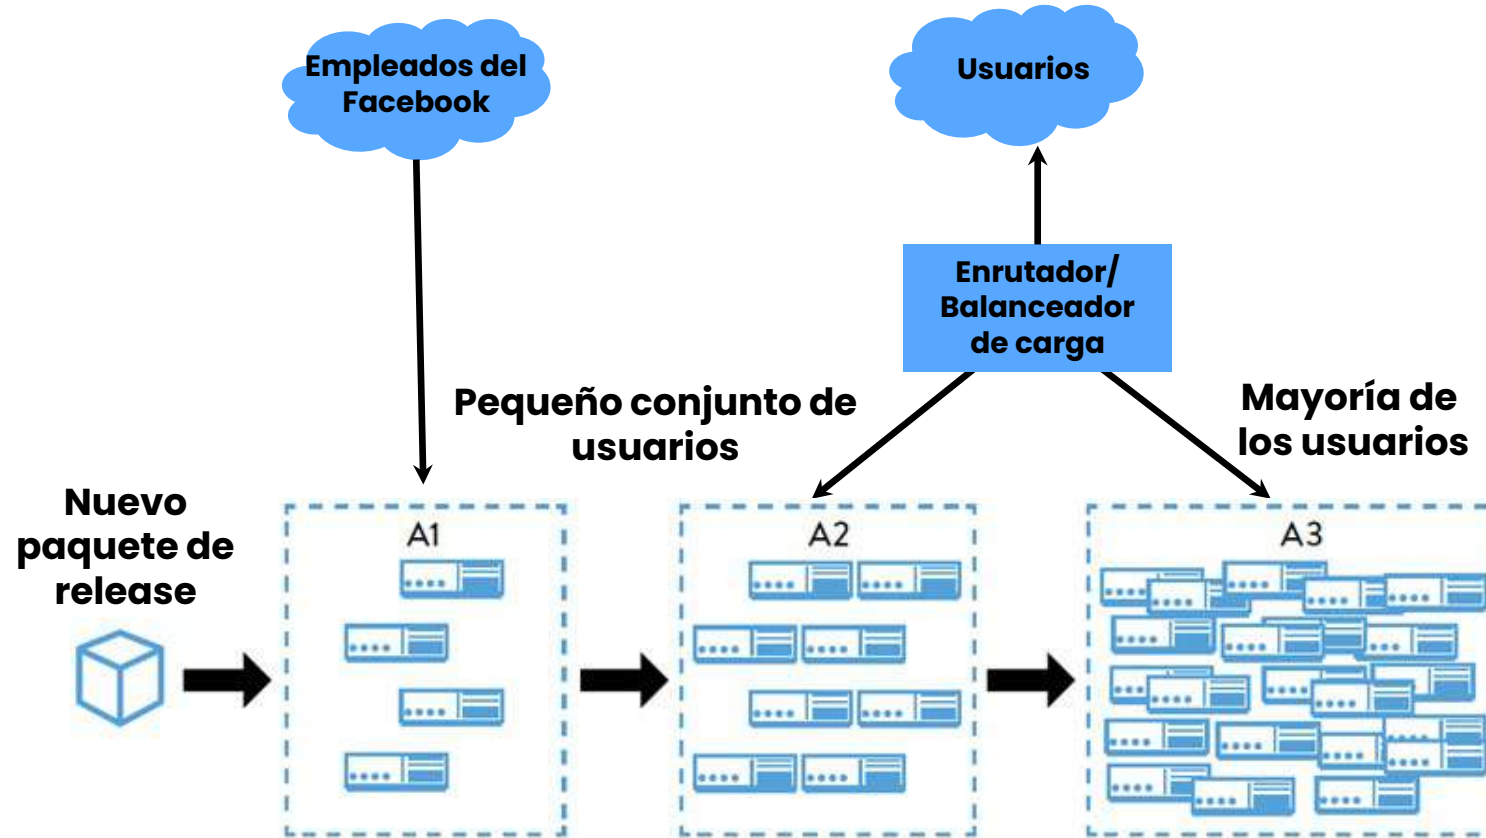 Empleados del
Facebook
Usuarios
Enrutador/
Balanceador
de carga
Pequeño conjunto de
usuarios
Mayoría de
los usuarios
Nuevo
paquete de
release
A1
A2
A3